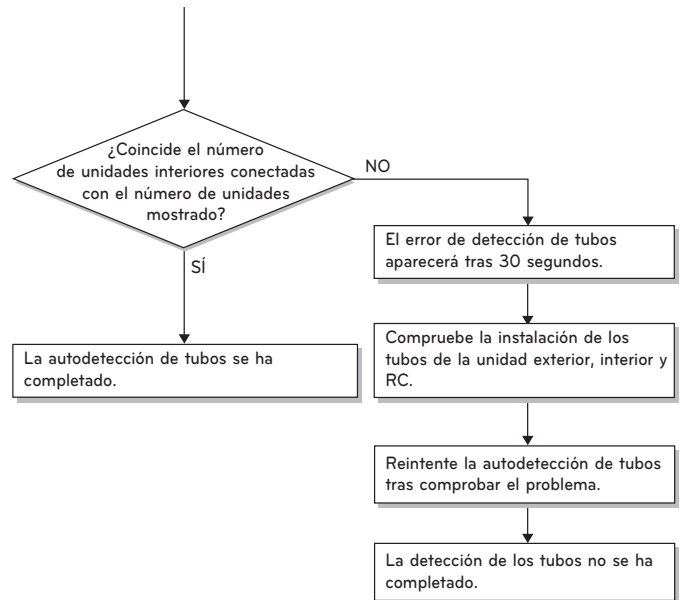 ¿Coincide el número
de unidades interiores conectadas
con el número de unidades
mostrado?
NO
SÍ
El error de detección de tubos
aparecerá tras 30 segundos.
Compruebe la instalación de los
tubos de la unidad exterior, interior y
RC.
La autodetección de tubos se ha
completado.
Reintente la autodetección de tubos
tras comprobar el problema.
La detección de los tubos no se ha
completado.